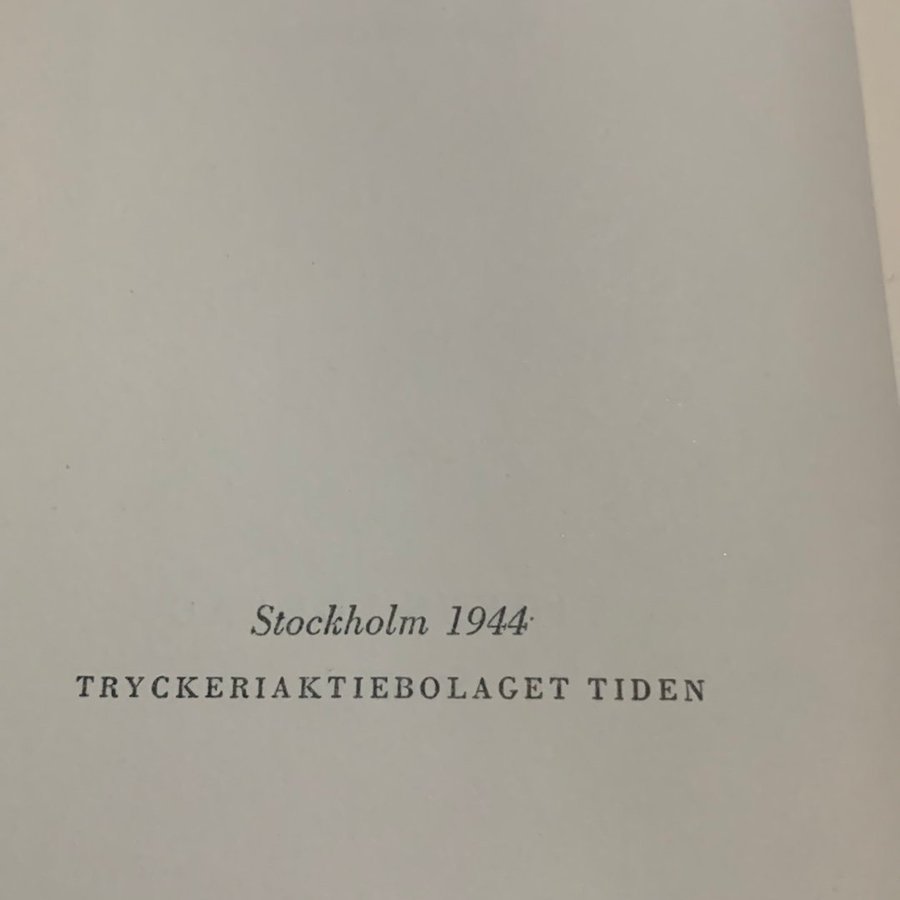 Stockholm 1944
TRYCKERIAKTIEBOLAGET TIDEN